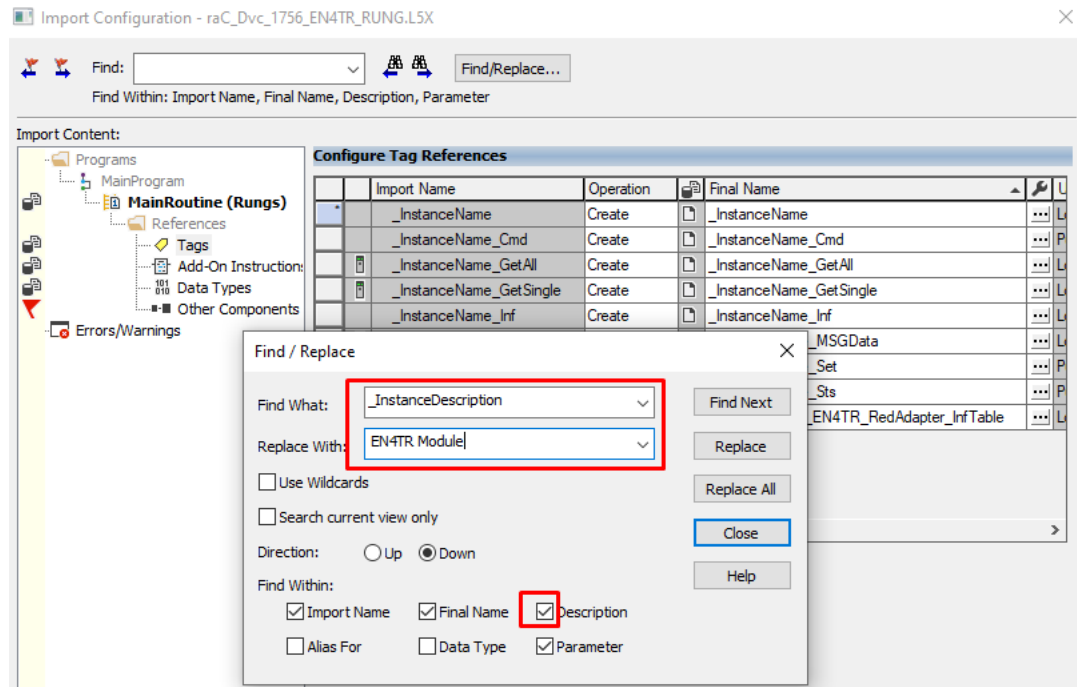 Import Configuration - raC_Dvc_1756_EN4TR_RUNG.L5X
Find:
Find/Replace...
Find Within: Import Name, Final Name, Description, Parameter
Import Content:
Programs
MainProgram
MainRoutine (Rungs)
References
Tags
Add-On Instruction
Data Types
Other Components
Errors/Warnings
Configure Tag References
Import Name Operation Final Name
_InstanceName Create _InstanceName
_InstanceName_Cmd Create _InstanceName_Cmd
_InstanceName_GetAll Create _InstanceName_GetAll
_InstanceName_GetSingle Create _InstanceName_GetSingle
_InstanceName_Inf Create _InstanceName_Inf
_MSGData
_Set
_Sts
_EN4TR_RedAdapter_InfTable
Find / Replace
Find What: _InstanceDescription Find Next
Replace With: EN4TR Module Replace
Use Wildcards Replace All
Search current view only
Close
Direction: Up Down
Help
Find Within:
Import Name Final Name Description
Alias For Data Type Parameter